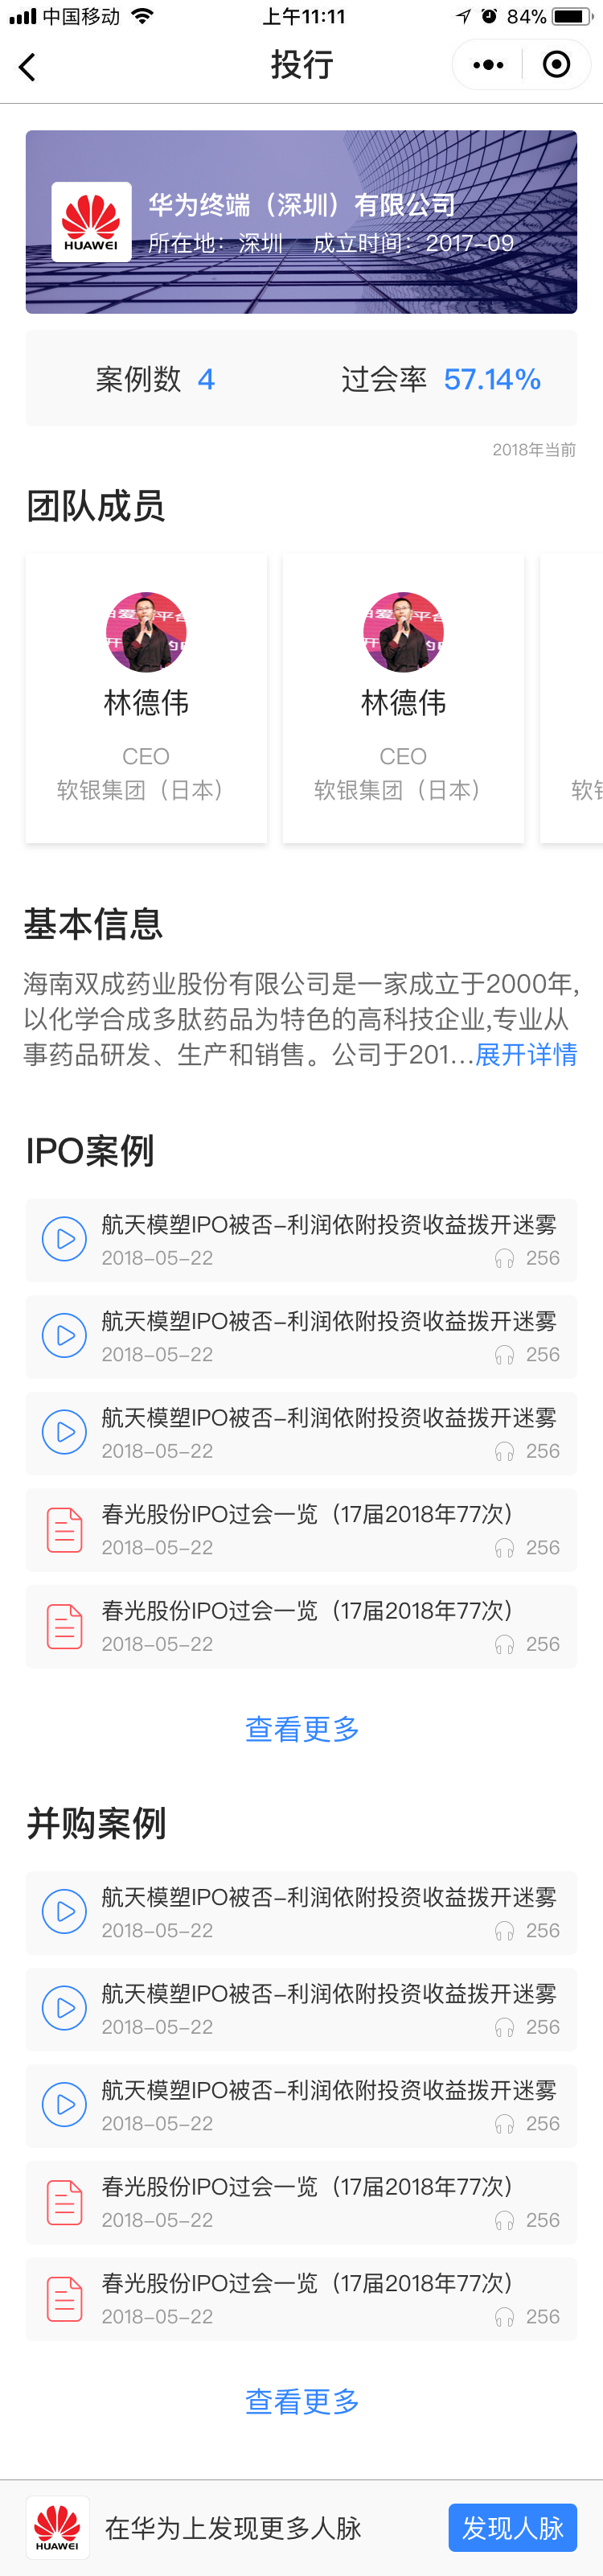 中国移动
上午11:11
84%
投行
HUAWEI
华为终端（深圳）有限公司
所在地：深圳 成立时间：2017-09
案例数 4 过会率 57.14%
2018年当前
团队成员
林德伟 林德伟
CEO CEO
软银集团（日本） 软银集团（日本） 软
基本信息
海南双成药业股份有限公司是一家成立于2000年,
以化学合成多肽药品为特色的高科技企业,专业从
事药品研发、生产和销售。公司于201...展开详情
IPO案例
航天模塑IPO被否-利润依附投资收益拨开迷雾
2018-05-22 256
航天模塑IPO被否-利润依附投资收益拨开迷雾
2018-05-22 256
航天模塑IPO被否-利润依附投资收益拨开迷雾
2018-05-22 256
春光股份IPO过会一览（17届2018年77次）
2018-05-22 256
春光股份IPO过会一览（17届2018年77次）
2018-05-22 256
查看更多
并购案例
航天模塑IPO被否-利润依附投资收益拨开迷雾
2018-05-22 256
航天模塑IPO被否-利润依附投资收益拨开迷雾
2018-05-22 256
航天模塑IPO被否-利润依附投资收益拨开迷雾
2018-05-22 256
春光股份IPO过会一览（17届2018年77次）
2018-05-22 256
春光股份IPO过会一览（17届2018年77次）
2018-05-22 256
查看更多
HUAWEI
在华为上发现更多人脉
发现人脉